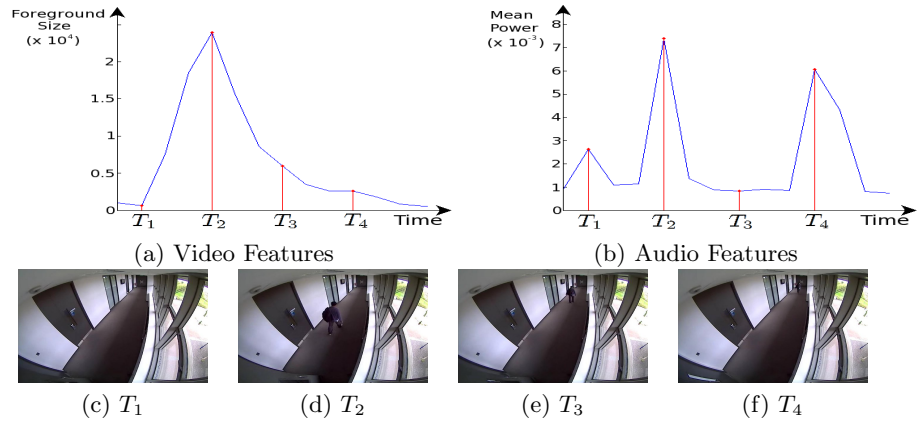 Foreground
Size
(x 10⁴)
2
1.5
1
0.5
0
T₁ T₂ T₃ T₄ Time
(a) Video Features
Mean
Power
(x 10⁻³)
8
7
6
5
4
3
2
1
0
T₁ T₂ T₃ T₄ Time
(b) Audio Features
(c) T₁
(d) T₂
(e) T₃
(f) T₄